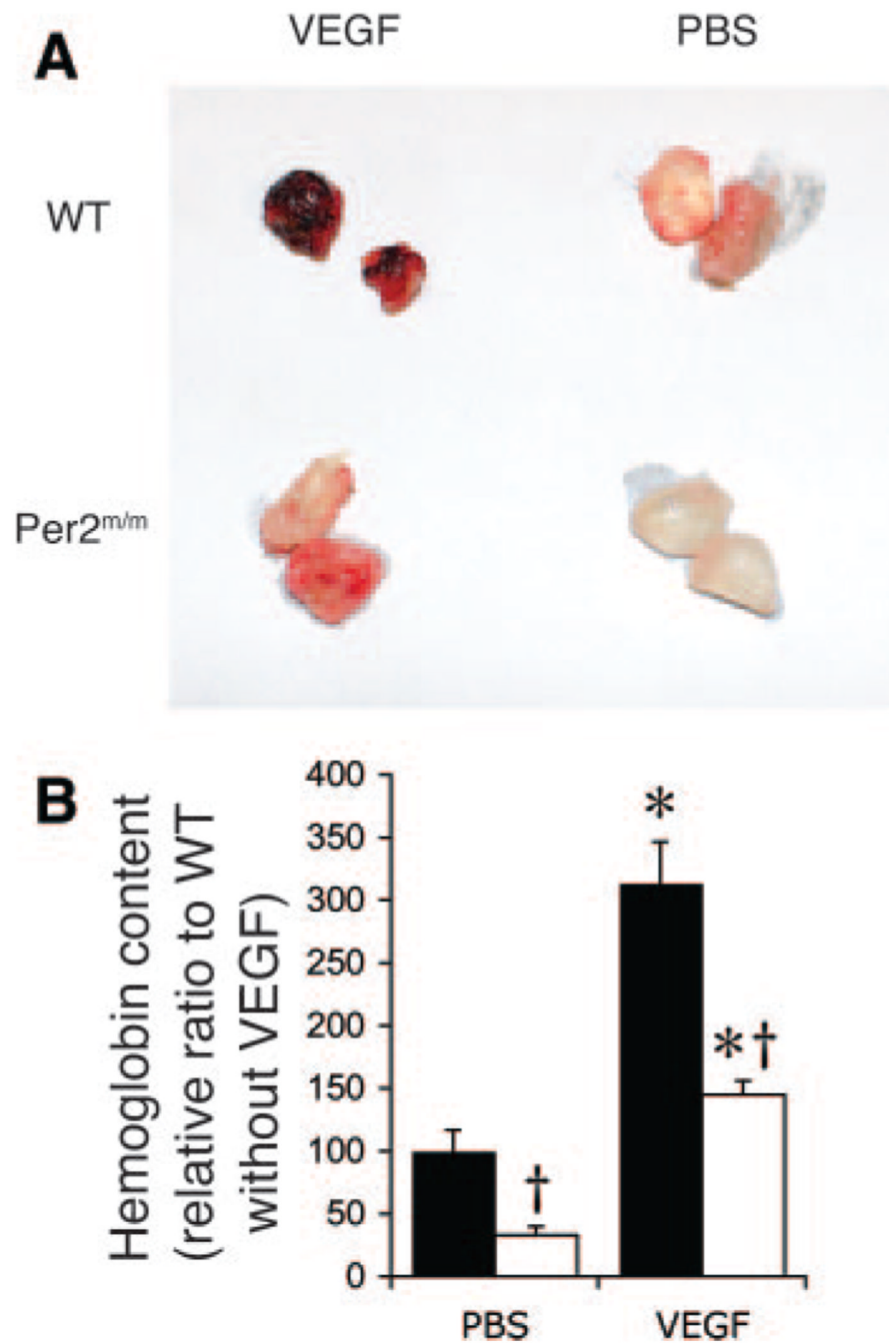 A
VEGF PBS
WT
Per2m/m
B
Hemoglobin content
(relative ratio to WT
without VEGF)
400
350
300
250
200
150
100
50
0
*
*†
†
PBS VEGF